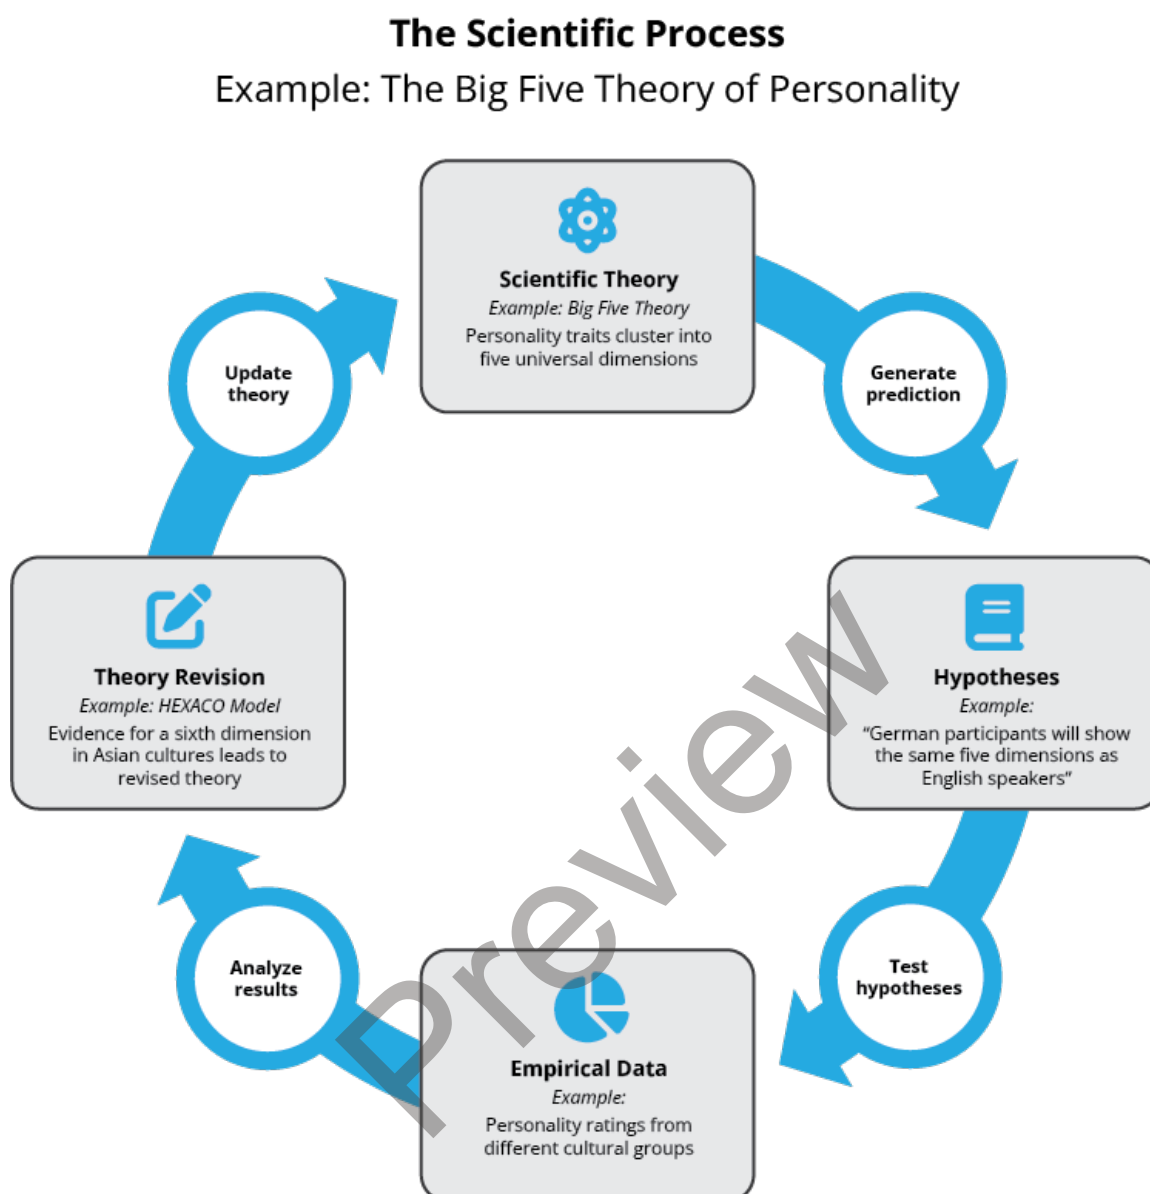 The Scientific Process
Example: The Big Five Theory of Personality
Scientific Theory
Example: Big Five Theory
Personality traits cluster into
five universal dimensions
Generate
prediction
Hypotheses
Example:
“German participants will show
the same five dimensions as
English speakers”
Test
hypotheses
Empirical Data
Example:
Personality ratings from
different cultural groups
Analyze
results
Theory Revision
Example: HEXACO Model
Evidence for a sixth dimension
in Asian cultures leads to
revised theory
Update
theory
Preview